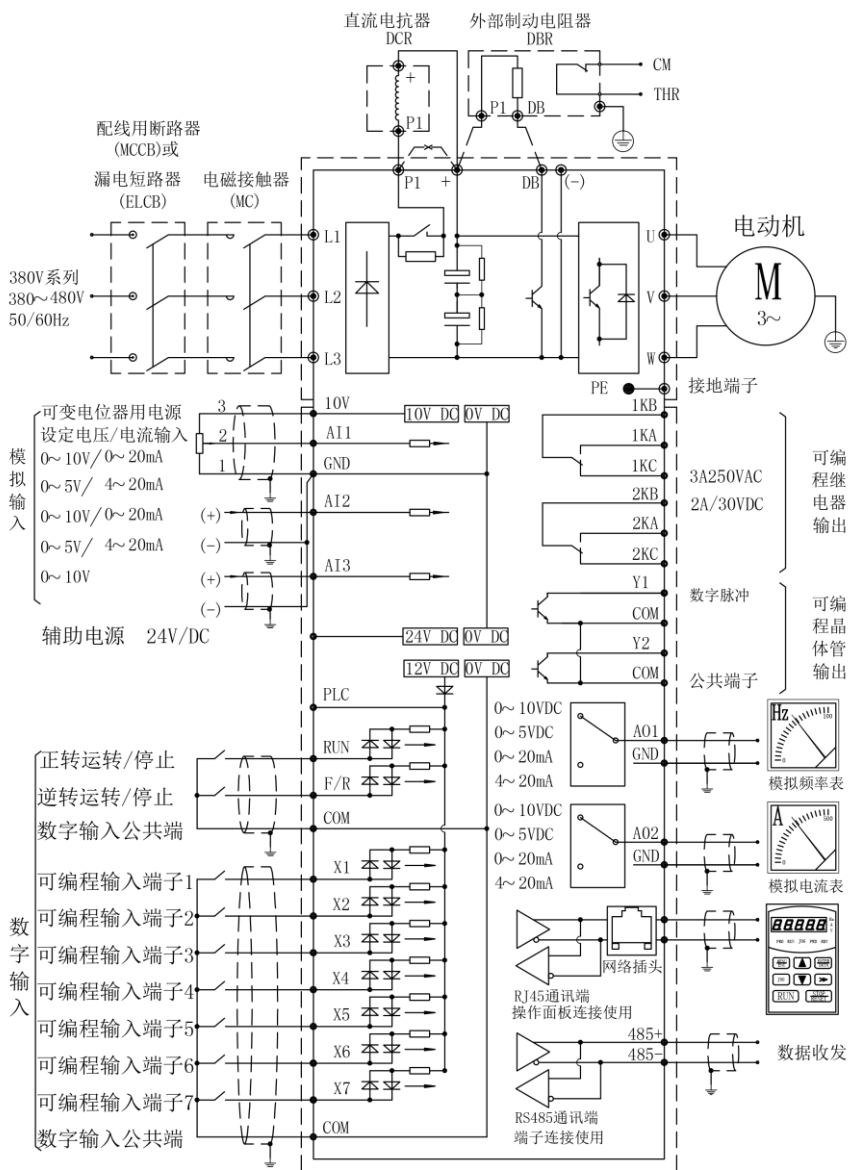 直流电抗器
DCR
外部制动电阻器
DBR
+
P1
P1
DB
CM
THR
配线用断路器
(MCCB)或
漏电短路器
(ELCB)
电磁接触器
(MC)
P1
+
DB
(-)
L1
L2
L3
380V系列
380～480V
50/60Hz
U
V
W
电动机
M
3~
PE
接地端子
模拟输入
可变电位器用电源
设定电压/电流输入
0～10V/0～20mA
0～5V/ 4～20mA
0～10V/0～20mA
0～5V/ 4～20mA
0～10V
3
2
1
(+)
(-)
(+)
(-)
10V
AI1
GND
AI2
AI3
10V DC
0V DC
辅助电源 24V/DC
24V DC
0V DC
12V DC
0V DC
PLC
1KB
1KA
1KC
2KB
2KA
2KC
3A250VAC
2A/30VDC
可编程继电器输出
Y1
COM
Y2
COM
数字脉冲
公共端子
可编程晶体管输出
正转运转/停止
逆转运转/停止
数字输入公共端
RUN
F/R
COM
数字输入
可编程输入端子1
可编程输入端子2
可编程输入端子3
可编程输入端子4
可编程输入端子5
可编程输入端子6
可编程输入端子7
数字输入公共端
X1
X2
X3
X4
X5
X6
X7
COM
0～10VDC
0～5VDC
0～20mA
4～20mA
AO1
GND
Hz
0
500
模拟频率表
0～10VDC
0～5VDC
0～20mA
4～20mA
AO2
GND
A
0
500
模拟电流表
网络插头
RJ45通讯端
操作面板连接使用
88888
RUN
STOP
RESET
485+
485-
数据收发
RS485通讯端
端子连接使用